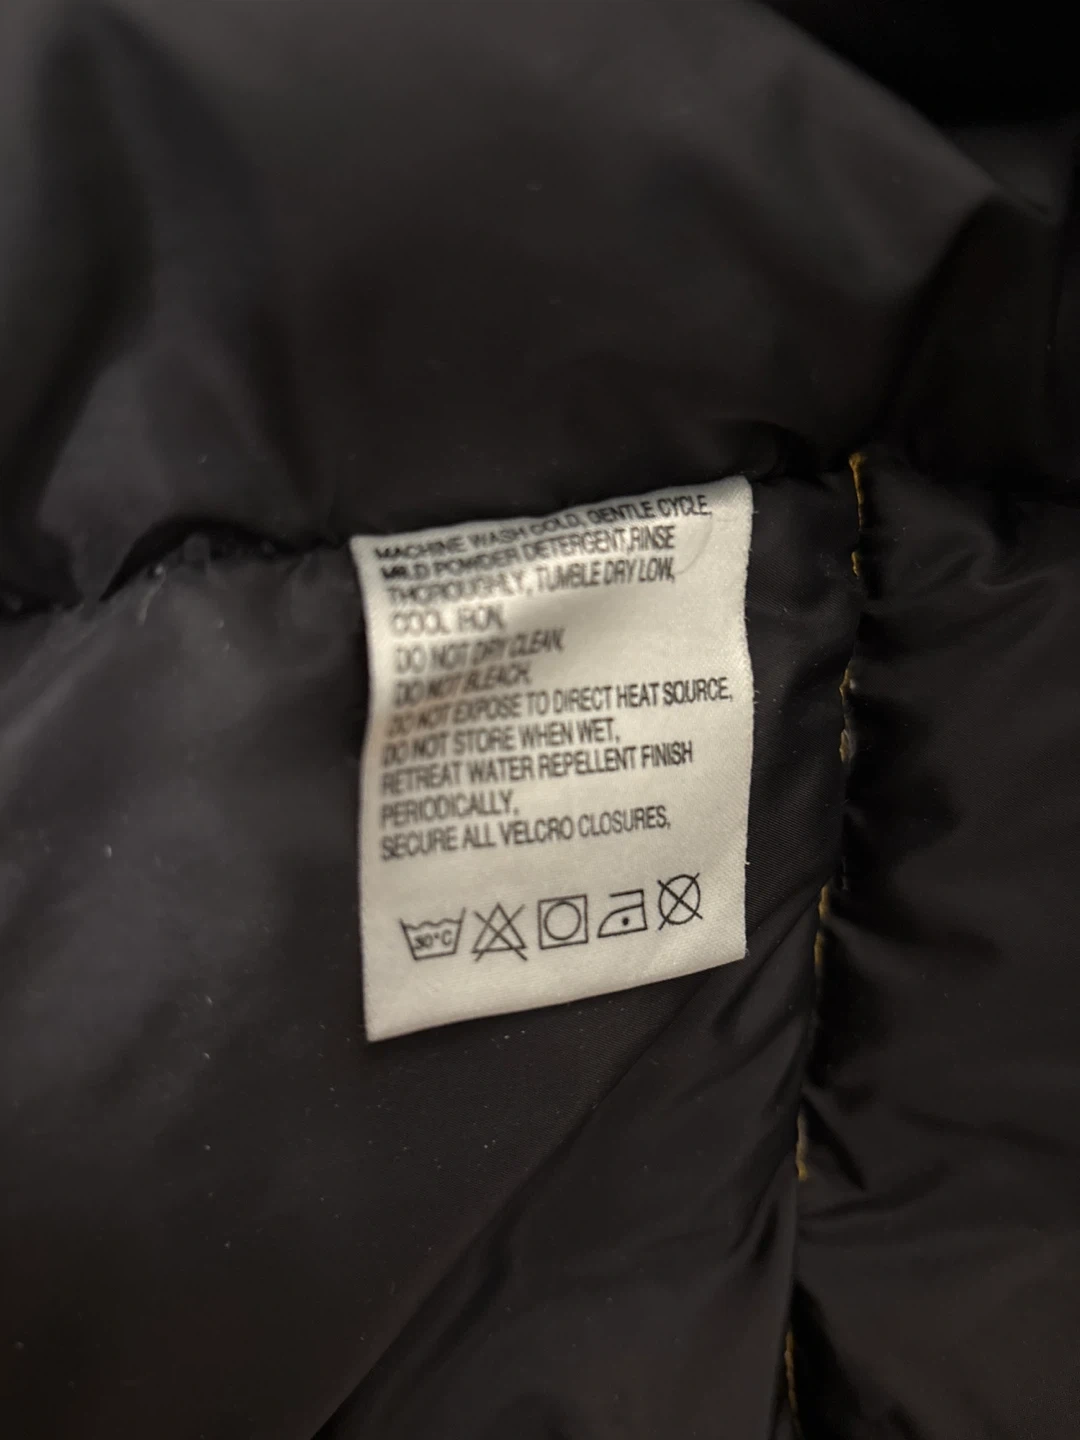 MACHINE WASH COLD, GENTLE CYCLE,
MILD POWDER DETERGENT,RINSE
THOROUGHLY, TUMBLE DRY LOW,
COOL IRON,
DO NOT DRY CLEAN,
DO NOT BLEACH,
DO NOT EXPOSE TO DIRECT HEAT SOURCE,
DO NOT STORE WHEN WET,
RETREAT WATER REPELLENT FINISH
PERIODICALLY,
SECURE ALL VELCRO CLOSURES,
30°C